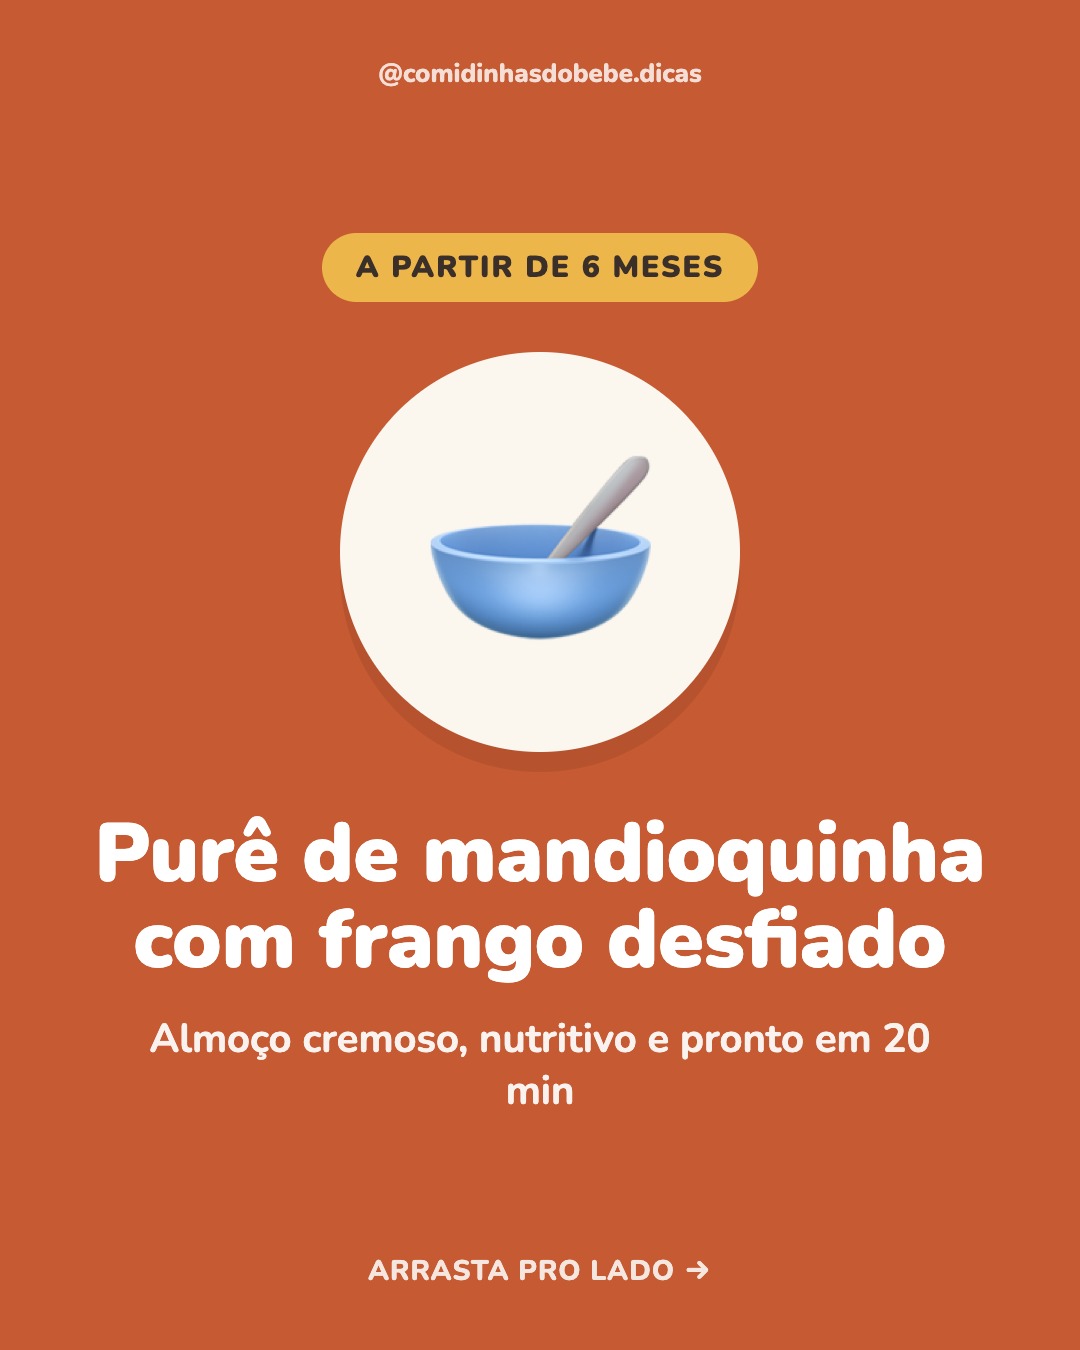 @comidinhasdobebe.dicas
A PARTIR DE 6 MESES
Purê de mandioquinha
com frango desfiado
Almoço cremoso, nutritivo e pronto em 20
min
ARRASTA PRO LADO →